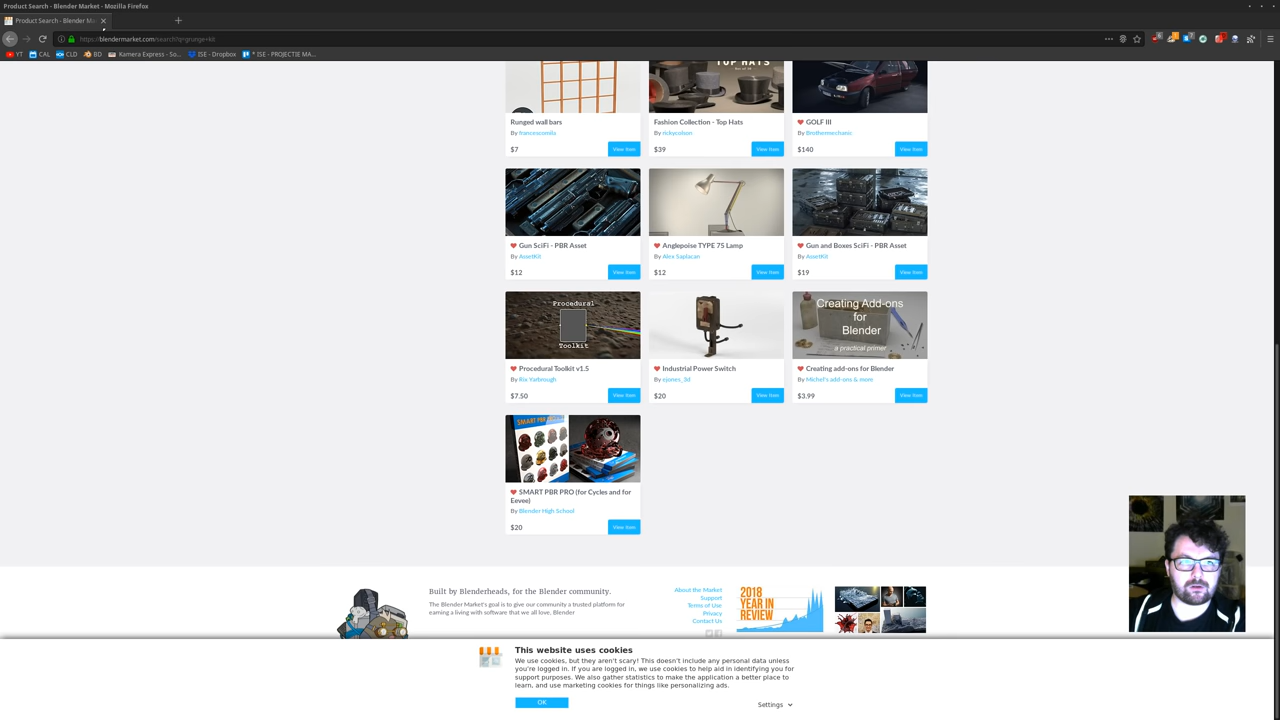 Product Search - Blender Market - Mozilla Firefox
Product Search - Blender Mar
https://blendermarket.com/search?q=grunge+kit
YT
CAL
CLD
BD
Kamera Express - So...
ISE - Dropbox
* ISE - PROJECTIE MA...
TOP HATS
Runged wall bars
By francescomila
$7
View Item
Fashion Collection - Top Hats
By rickycolson
$39
View Item
GOLF III
By Brothermechanic
$140
View Item
Gun SciFi - PBR Asset
By AssetKit
$12
View Item
Anglepoise TYPE 75 Lamp
By Alex Saplacan
$12
View Item
Gun and Boxes SciFi - PBR Asset
By AssetKit
$19
View Item
Procedural
Toolkit
Procedural Toolkit v1.5
By Rix Yarbrough
$7.50
View Item
Industrial Power Switch
By ejones_3d
$20
View Item
Creating Add-ons
for
Blender
a practical primer
Creating add-ons for Blender
By Michel's add-ons & more
$3.99
View Item
SMART PBR
SMART PBR PRO (for Cycles and for
Eevee)
By Blender High School
$20
View Item
Built by Blenderheads, for the Blender community.
The Blender Market's goal is to give our community a trusted platform for
earning a living with software that we all love, Blender
About the Market
Support
Terms of Use
Privacy
Contact Us
2018
YEAR IN
REVIEW
This website uses cookies
We use cookies, but they aren't scary! This doesn't include any personal data unless
you're logged in. If you are logged in, we use cookies to help aid in identifying you for
support purposes. We also gather statistics to make the application a better place to
learn, and use marketing cookies for things like personalizing ads.
OK
Settings